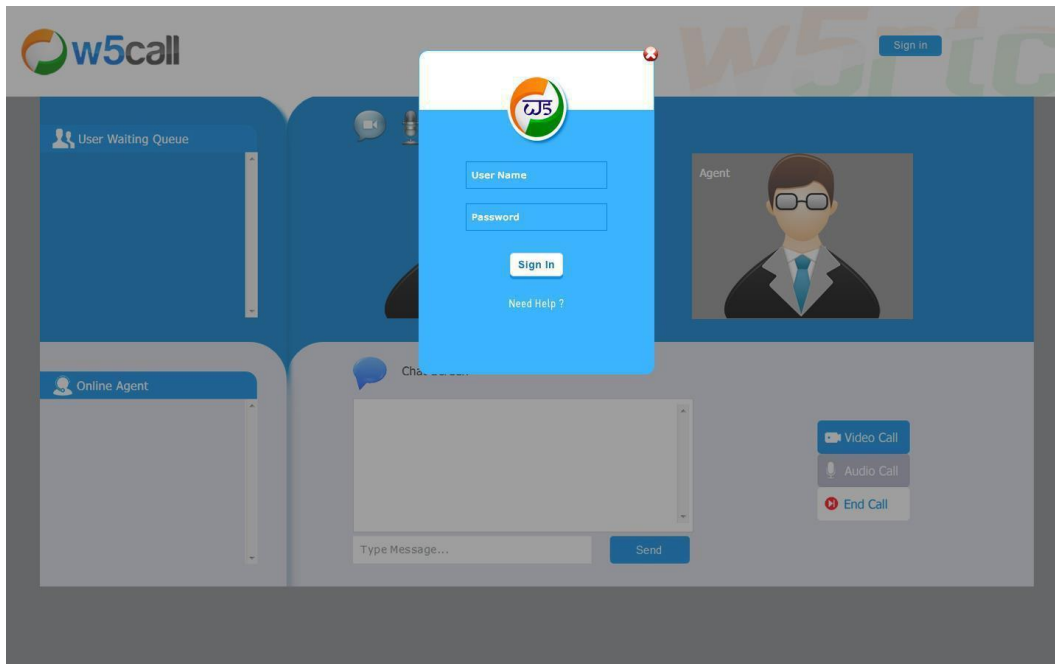 w5call
w5rtc
Sign in
User Waiting Queue
Agent
User Name
Password
Sign In
Need Help ?
Online Agent
Video Call
Audio Call
End Call
Type Message...
Send